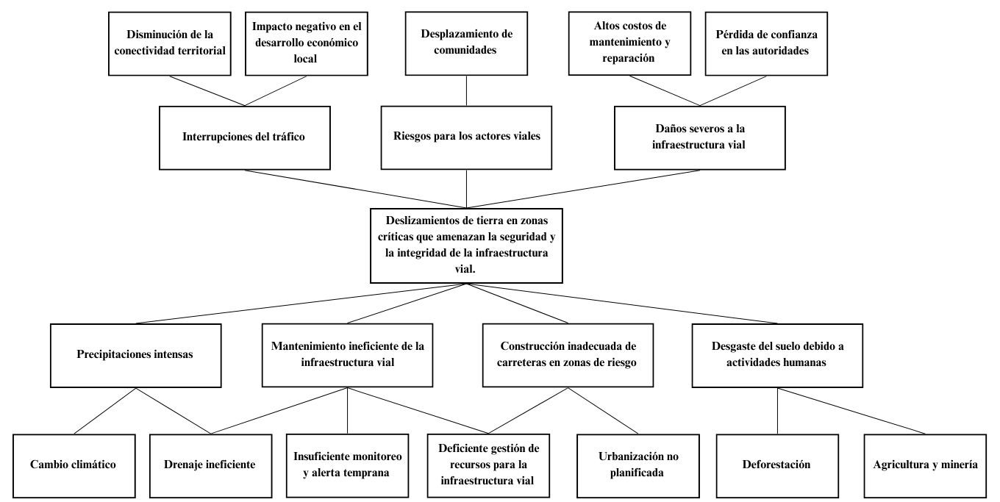 Disminución de la
conectividad territorial
Impacto negativo en el
desarrollo económico
local
Desplazamiento de
comunidades
Altos costos de
mantenimiento y
reparación
Pérdida de confianza
en las autoridades
Interrupciones del tráfico
Riesgos para los actores viales
Daños severos a la
infraestructura vial
Deslizamientos de tierra en zonas
críticas que amenazan la seguridad y
la integridad de la infraestructura
vial.
Precipitaciones intensas
Mantenimiento ineficiente de la
infraestructura vial
Construcción inadecuada de
carreteras en zonas de riesgo
Desgaste del suelo debido a
actividades humanas
Cambio climático
Drenaje ineficiente
Insuficiente monitoreo
y alerta temprana
Deficiente gestión de
recursos para la
infraestructura vial
Urbanización no
planificada
Deforestación
Agricultura y minería